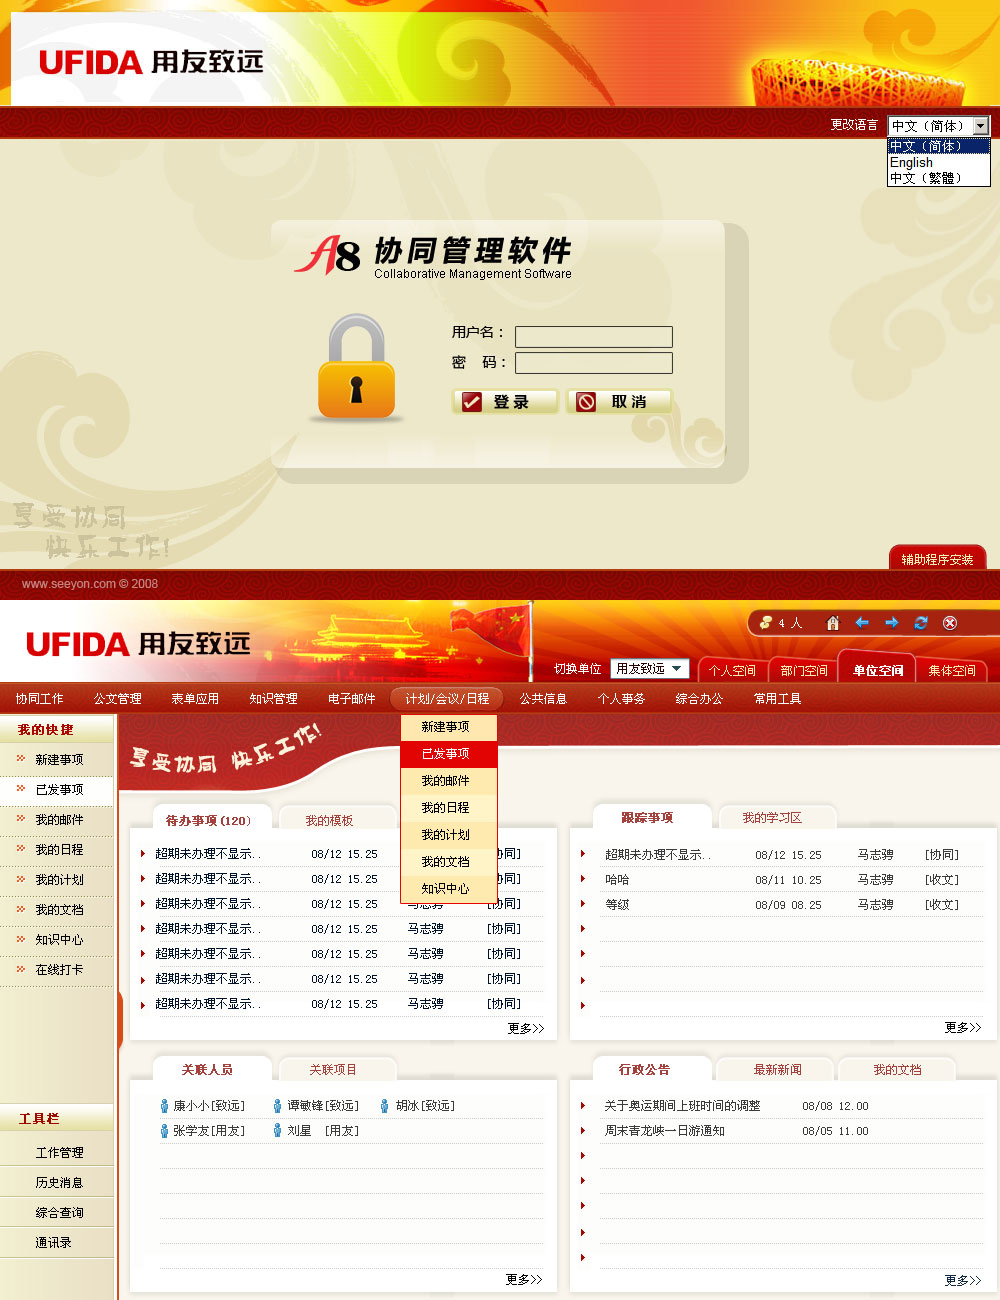 UFIDA 用友致远
更改语言 中文（简体）
中文（简体）
English
中文（繁體）
A8 协同管理软件
Collaborative Management Software
用户名：
密 码：
登录 取消
享受协同
快乐工作!
辅助程序安装
www.seeyon.com © 2008
UFIDA 用友致远
4 人
切换单位 用友致远 个人空间 部门空间 单位空间 集体空间
协同工作 公文管理 表单应用 知识管理 电子邮件 计划/会议/日程 公共信息 个人事务 综合办公 常用工具
我的快捷
新建事项
已发事项
我的邮件
我的日程
我的计划
我的文档
知识中心
在线打卡
工具栏
工作管理
历史消息
综合查询
通讯录
享受协同 快乐工作!
新建事项
已发事项
我的邮件
我的日程
我的计划
我的文档
知识中心
待办事项(120) 我的模板
超期未办理不显示.. 08/12 15.25 协同]
超期未办理不显示.. 08/12 15.25 协同]
超期未办理不显示.. 08/12 15.25 马志骋 [协同]
超期未办理不显示.. 08/12 15.25 马志骋 [协同]
超期未办理不显示.. 08/12 15.25 马志骋 [协同]
超期未办理不显示.. 08/12 15.25 马志骋 [协同]
超期未办理不显示.. 08/12 15.25 马志骋 [协同]
更多>>
跟踪事项 我的学习区
超期未办理不显示.. 08/12 15.25 马志骋 [协同]
哈哈 08/11 10.25 马志骋 [收文]
等级 08/09 08.25 马志骋 [收文]
更多>>
关联人员 关联项目
康小小[致远] 谭敏锋[致远] 胡冰[致远]
张学友[用友] 刘星 [用友]
更多>>
行政公告 最新新闻 我的文档
关于奥运期间上班时间的调整 08/08 12.00
周末青龙峡一日游通知 08/05 11.00
更多>>